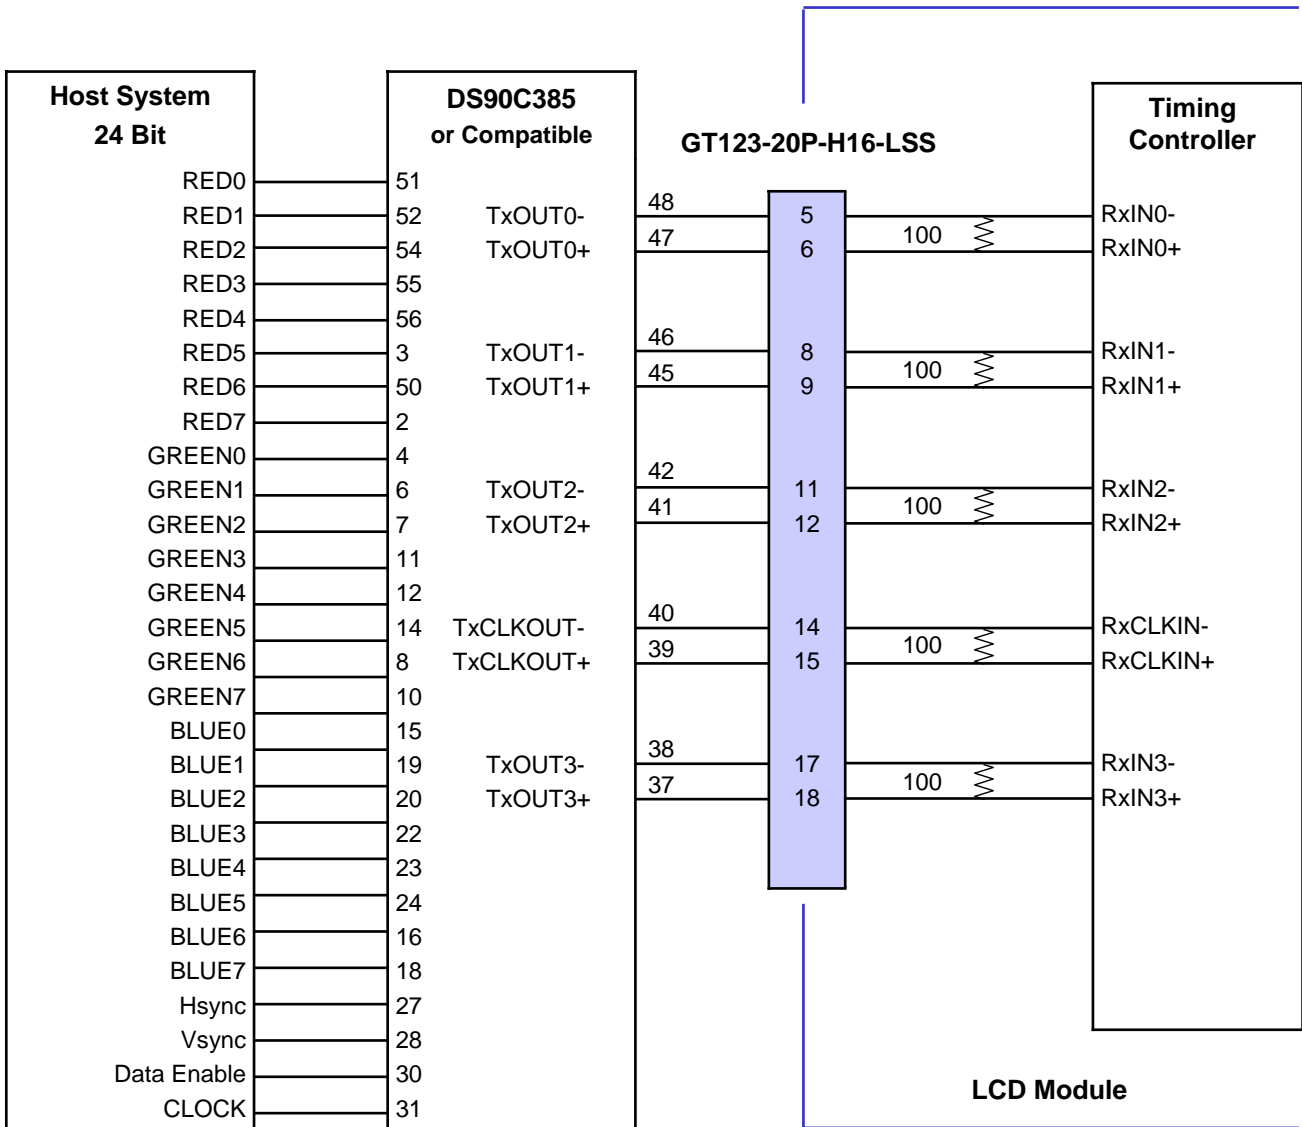 Host System
24 Bit
DS90C385
or Compatible
GT123-20P-H16-LSS
Timing
Controller
RED0 51
RED1 52 TxOUT0- 48 5 RxIN0-
100
RED2 54 TxOUT0+ 47 6 RxIN0+
RED3 55
RED4 56
RED5 3 TxOUT1- 46 8 RxIN1-
100
RED6 50 TxOUT1+ 45 9 RxIN1+
RED7 2
GREEN0 4
GREEN1 6 TxOUT2- 42 11 RxIN2-
100
GREEN2 7 TxOUT2+ 41 12 RxIN2+
GREEN3 11
GREEN4 12
GREEN5 14 TxCLKOUT- 40 14 RxCLKIN-
100
GREEN6 8 TxCLKOUT+ 39 15 RxCLKIN+
GREEN7 10
BLUE0 15
BLUE1 19 TxOUT3- 38 17 RxIN3-
100
BLUE2 20 TxOUT3+ 37 18 RxIN3+
BLUE3 22
BLUE4 23
BLUE5 24
BLUE6 16
BLUE7 18
Hsync 27
Vsync 28
Data Enable 30
CLOCK 31
LCD Module